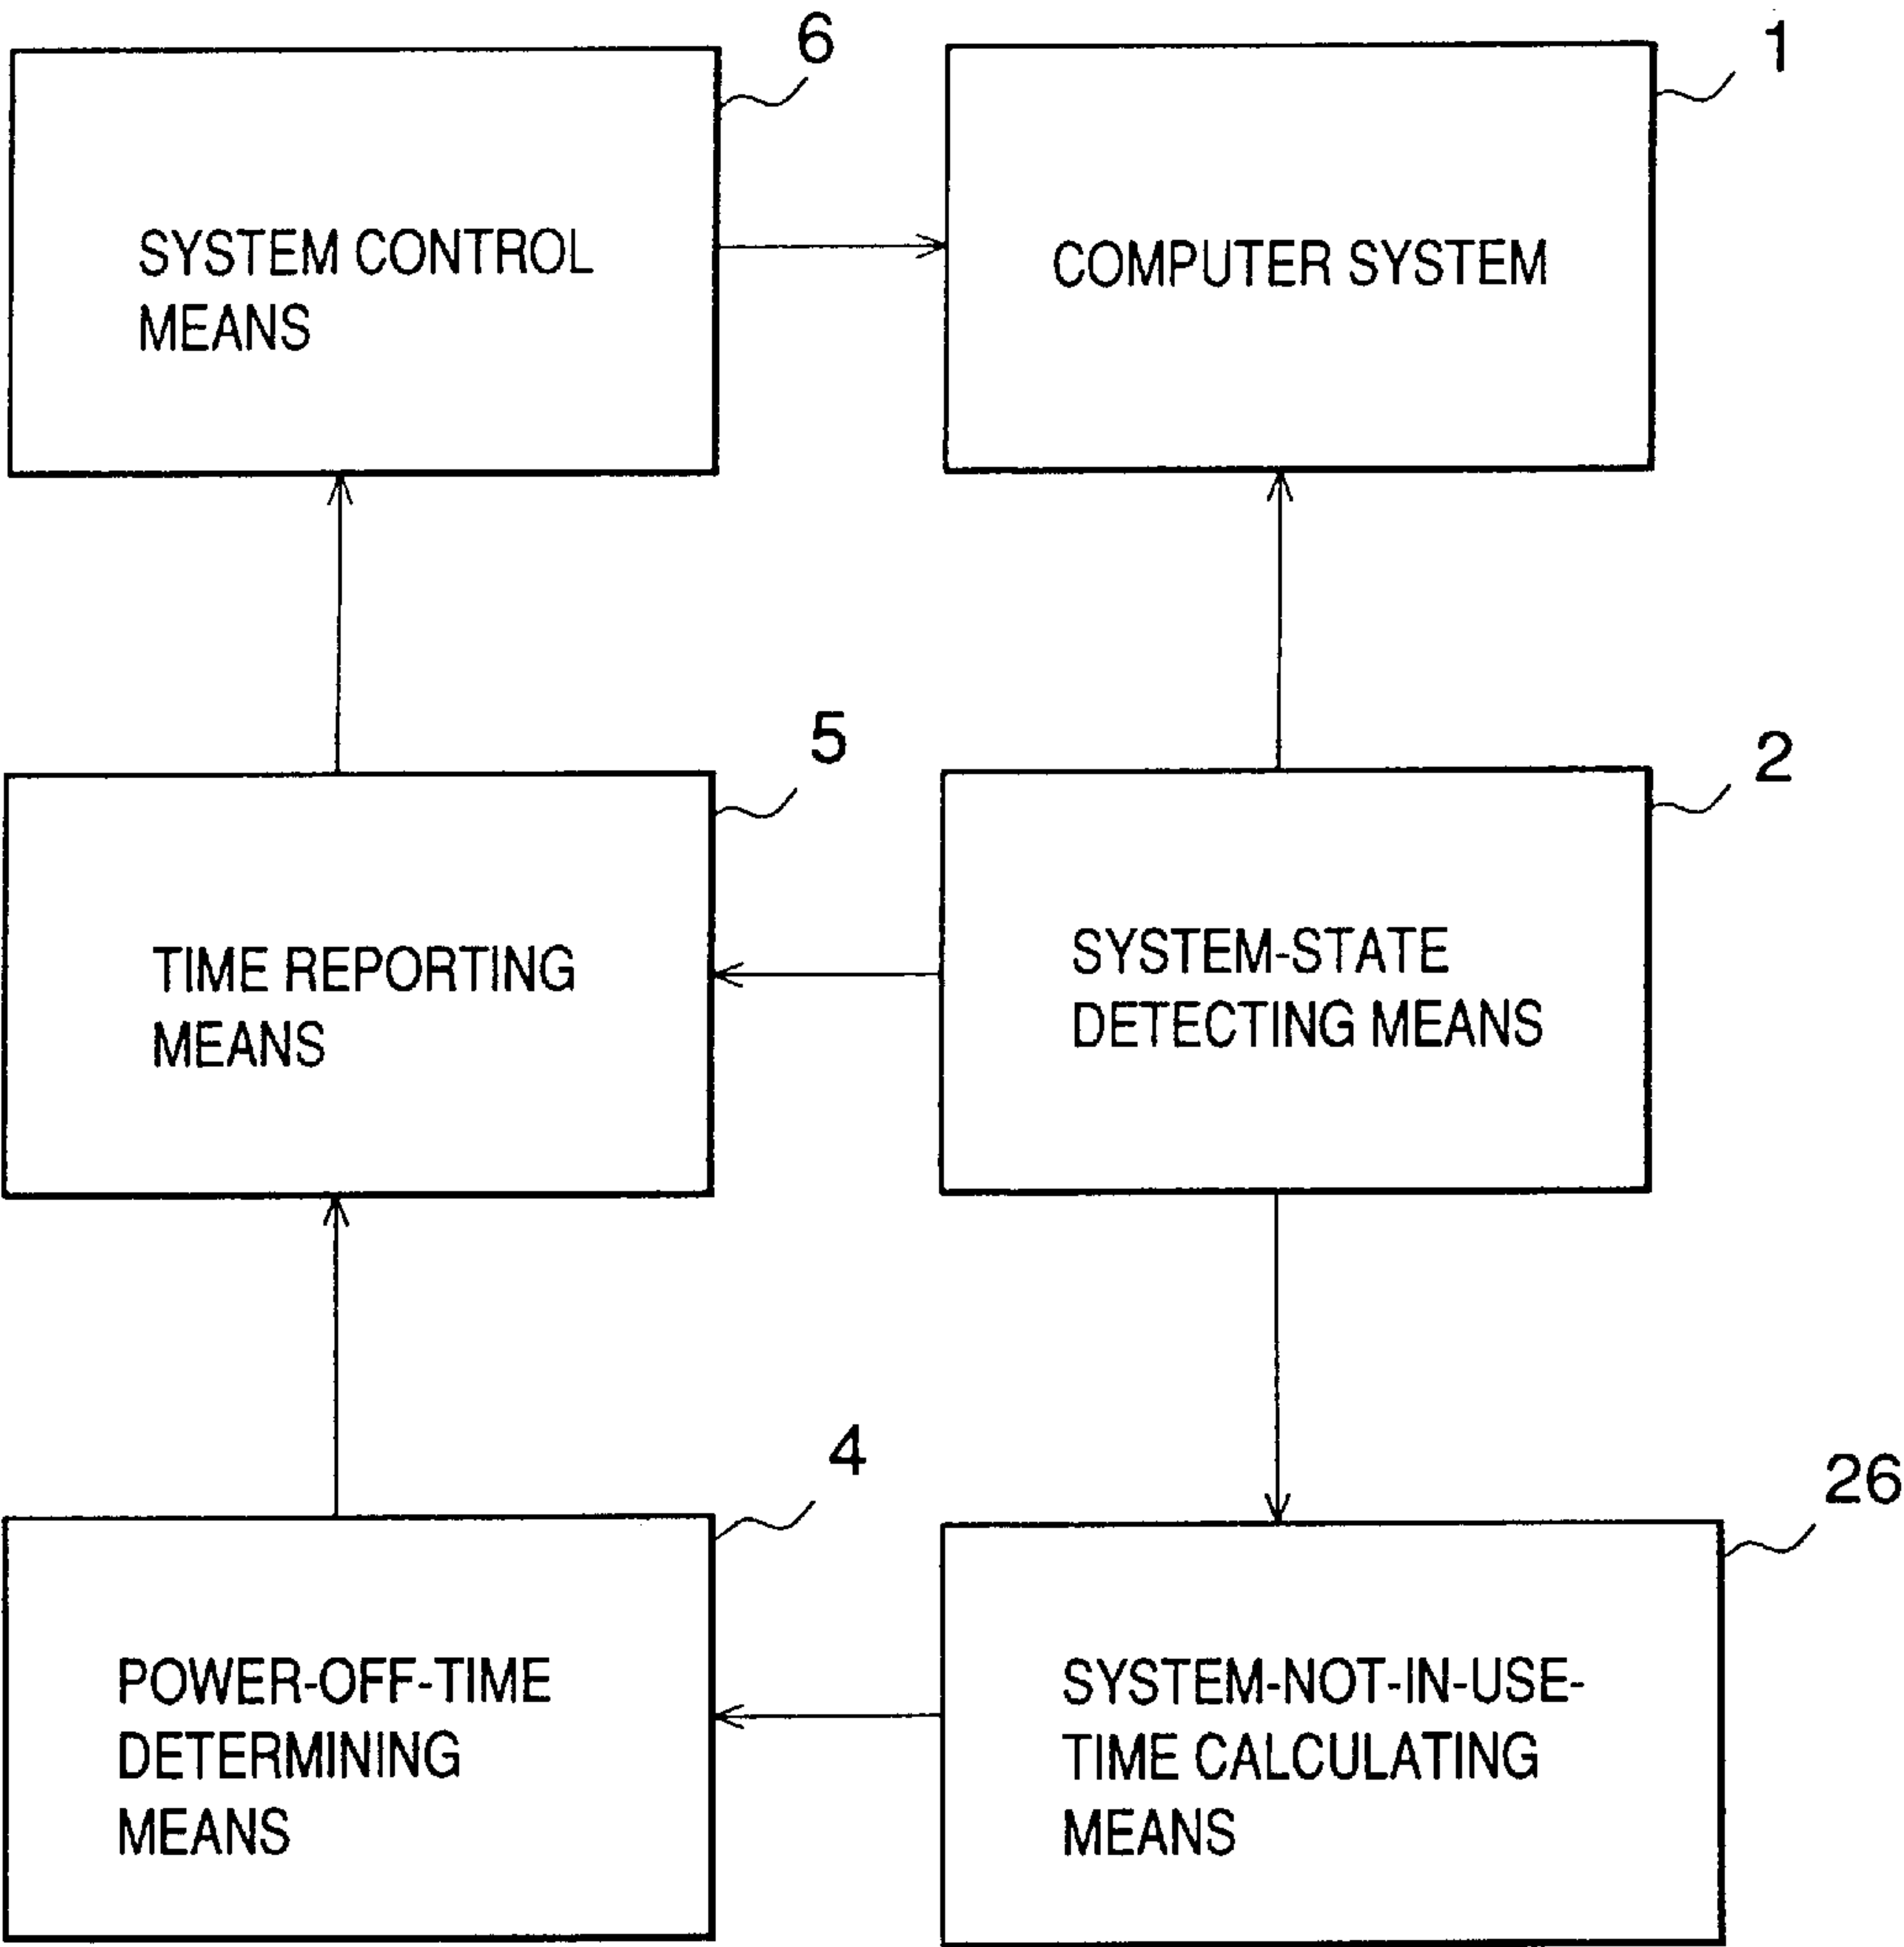 6
1
SYSTEM CONTROL
MEANS
COMPUTER SYSTEM
5
2
TIME REPORTING
MEANS
SYSTEM-STATE
DETECTING MEANS
4
26
POWER-OFF-TIME
DETERMINING
MEANS
SYSTEM-NOT-IN-USE-
TIME CALCULATING
MEANS